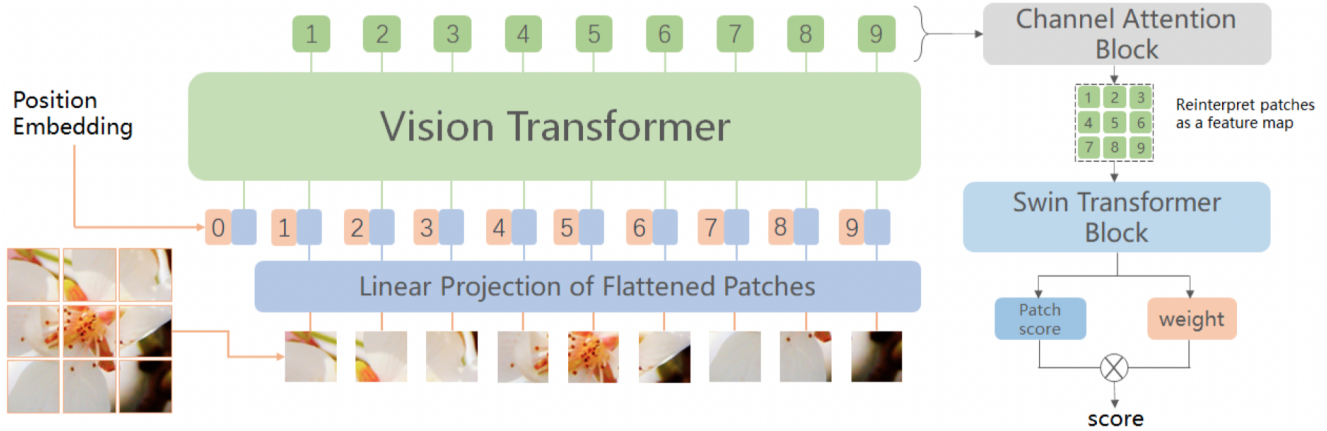 1 2 3 4 5 6 7 8 9
Channel Attention
Block
Position
Embedding
Vision Transformer
1 2 3
4 5 6
7 8 9
Reinterpret patches
as a feature map
0 1 2 3 4 5 6 7 8 9
Swin Transformer
Block
Linear Projection of Flattened Patches
Patch
score
weight
score